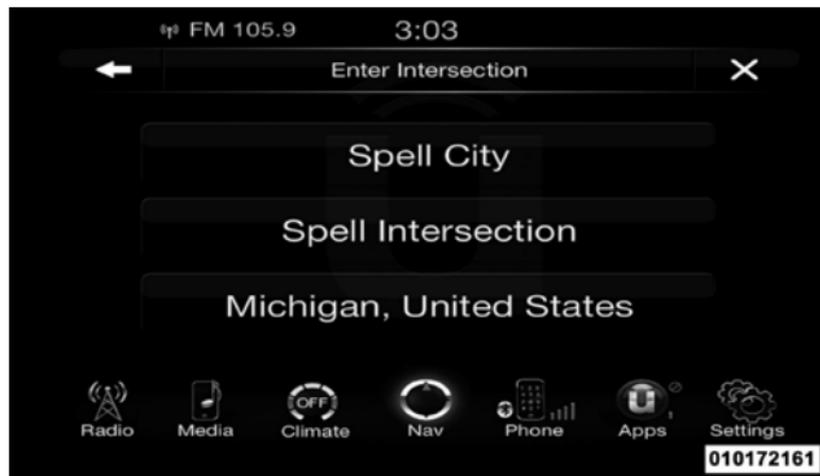 FM 105.9 3:03
Enter Intersection
Spell City
Spell Intersection
Michigan, United States
OFF
Radio Media Climate Nav Phone Apps Settings
010172161